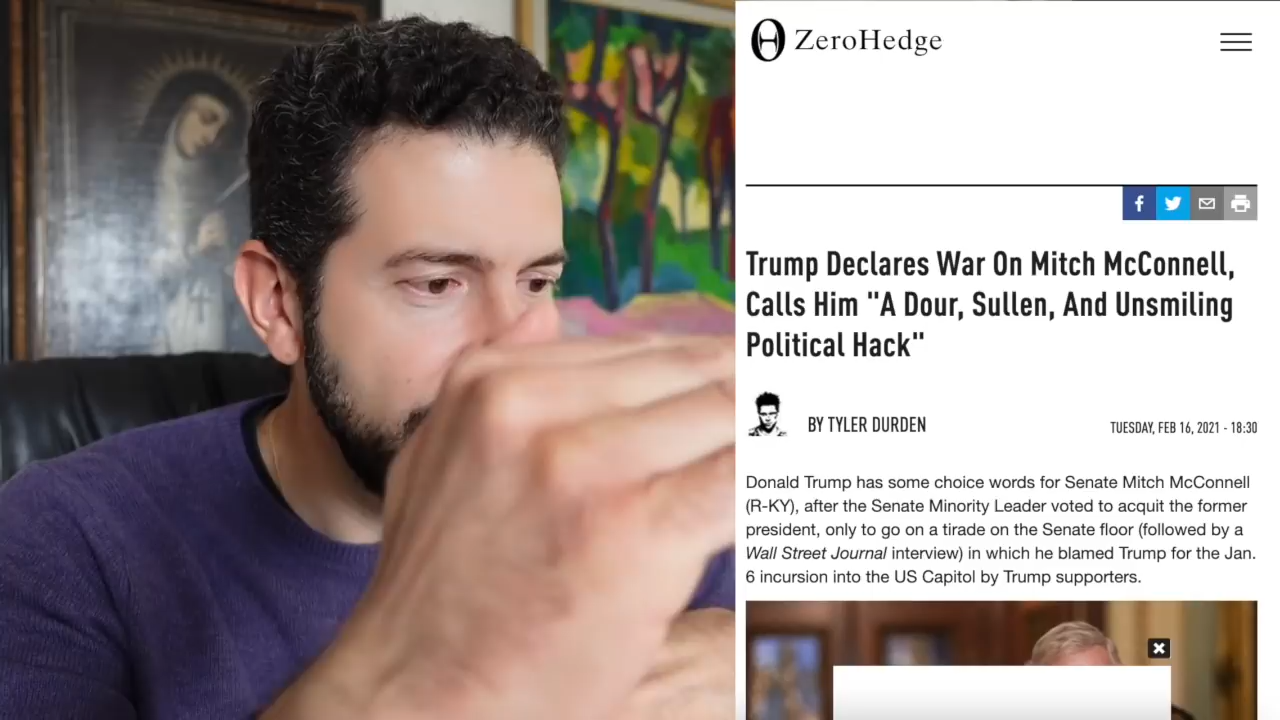 ZeroHedge
Trump Declares War On Mitch McConnell,
Calls Him "A Dour, Sullen, And Unsmiling
Political Hack"
BY TYLER DURDEN
TUESDAY, FEB 16, 2021 - 18:30
Donald Trump has some choice words for Senate Mitch McConnell
(R-KY), after the Senate Minority Leader voted to acquit the former
president, only to go on a tirade on the Senate floor (followed by a
Wall Street Journal interview) in which he blamed Trump for the Jan.
6 incursion into the US Capitol by Trump supporters.